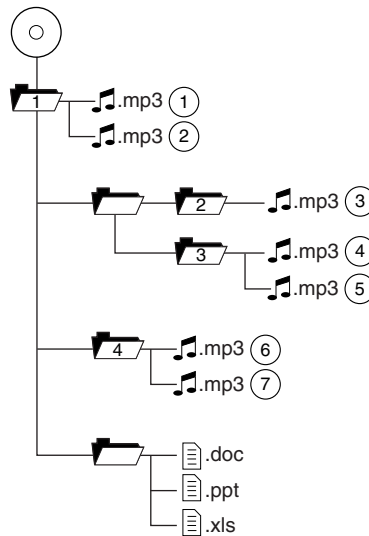 1 .mp3 1
.mp3 2
2 .mp3 3
3 .mp3 4
.mp3 5
4 .mp3 6
.mp3 7
.doc
.ppt
.xls